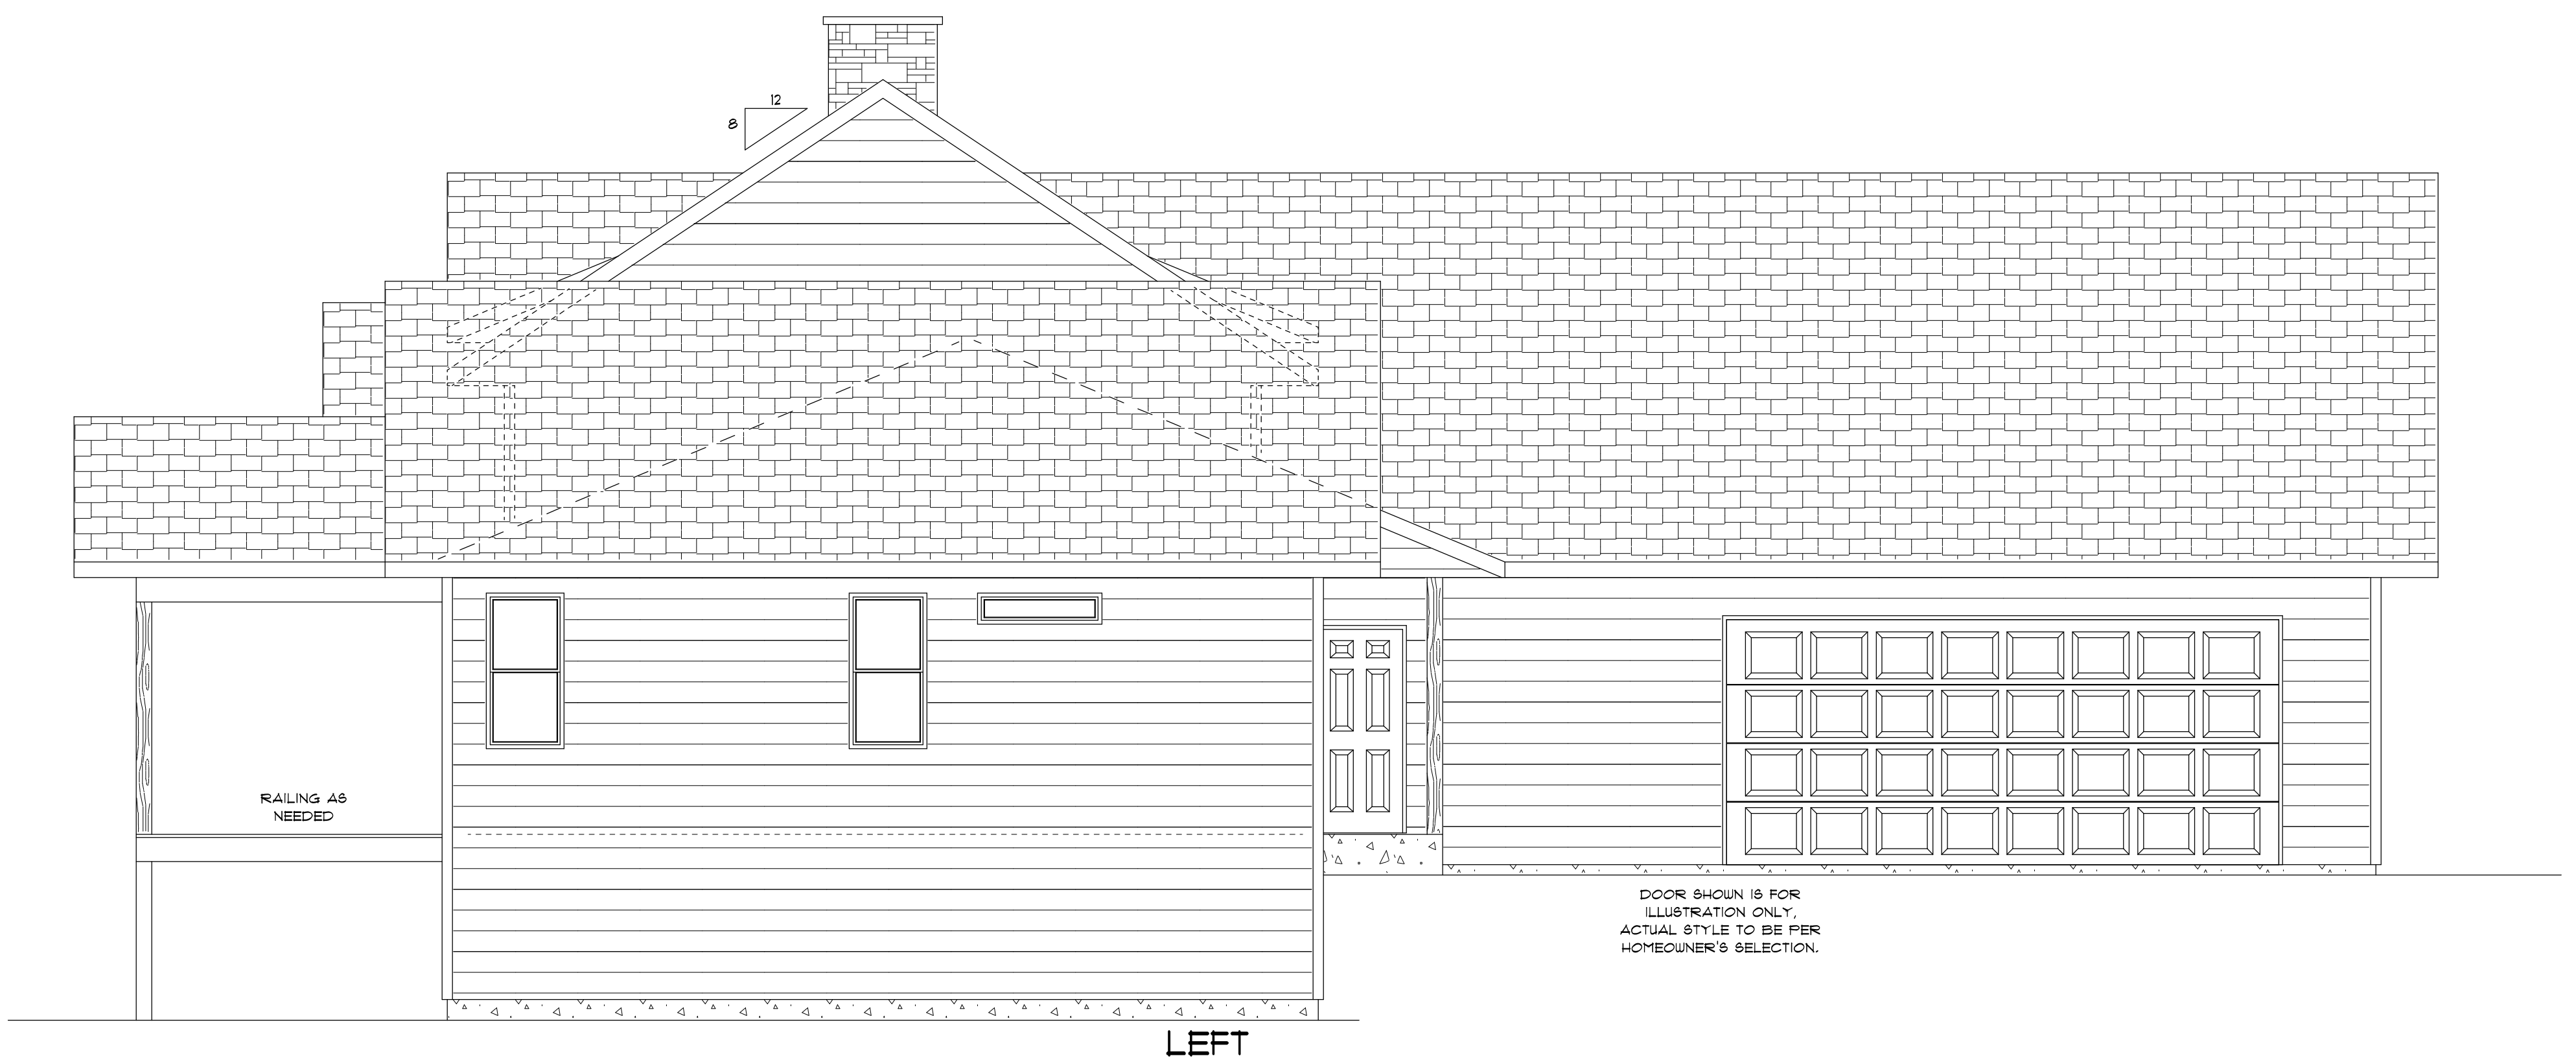 12
8
RAILING AS
NEEDED
DOOR SHOWN IS FOR
ILLUSTRATION ONLY,
ACTUAL STYLE TO BE PER
HOMEOWNER'S SELECTION.
LEFT